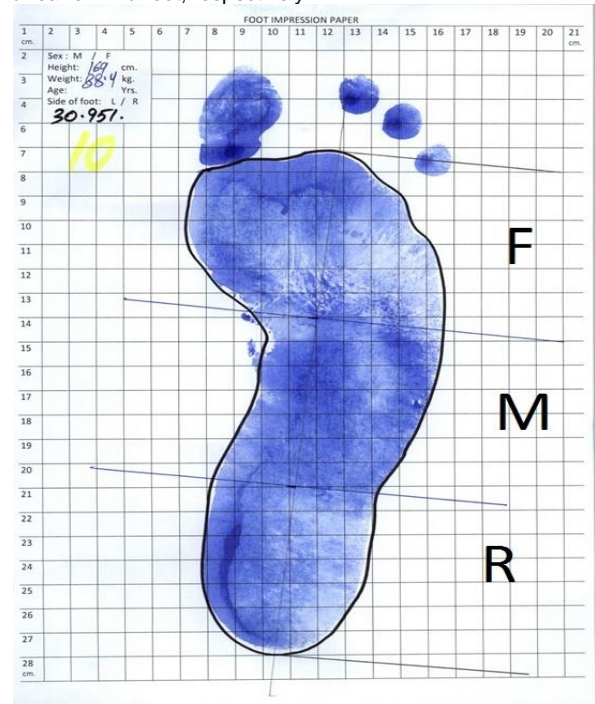 FOOT IMPRESSION PAPER
1 2 3 4 5 6 7 8 9 10 11 12 13 14 15 16 17 18 19 20 21
cm. cm.
2 Sex : M / F
Height: 169 cm.
3 Weight: 88.4 kg.
Age: Yrs.
4 Side of foot: L / R
30.951.
6
10
7
8
9
10
F
11
12
13
14
15
16
17
M
18
19
20
21
22
23
R
24
25
26
27
28
cm.